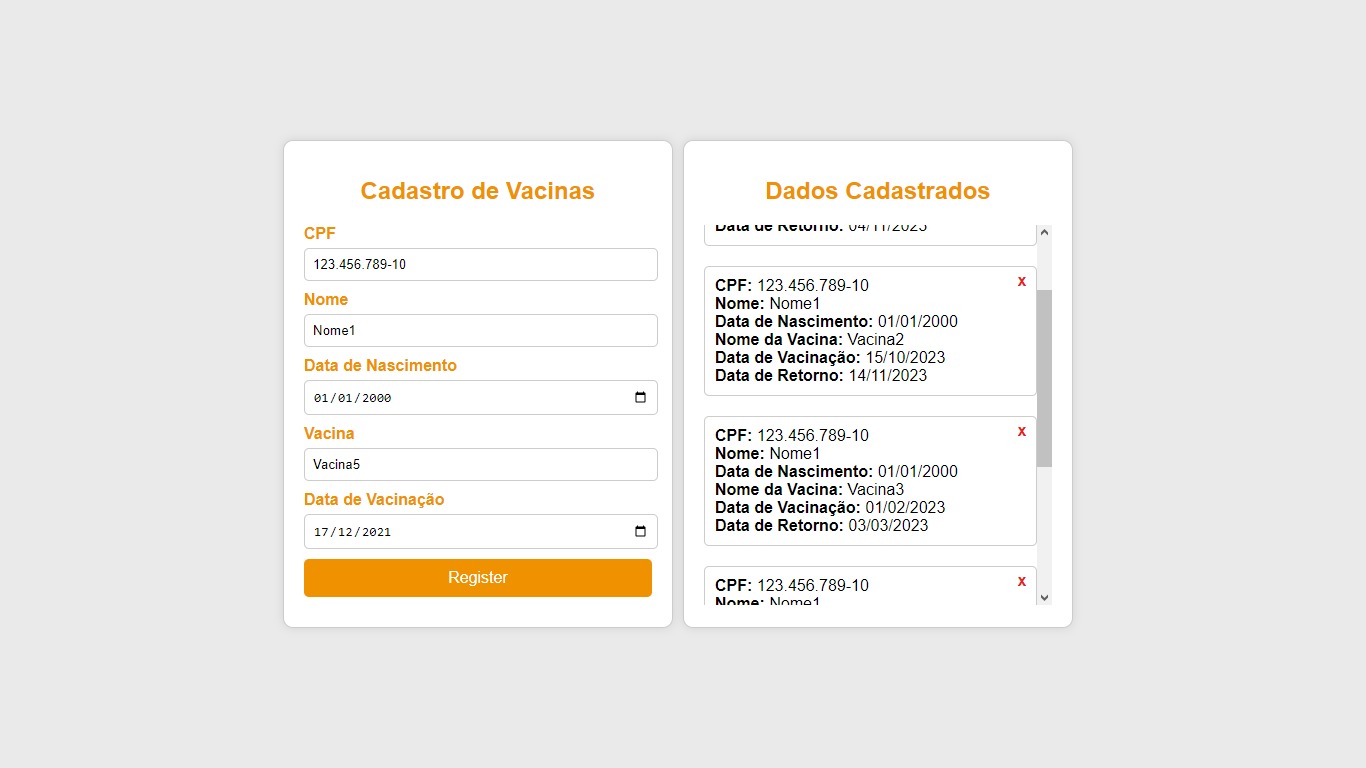 Cadastro de Vacinas
CPF
123.456.789-10
Nome
Nome1
Data de Nascimento
01/01/2000
Vacina
Vacina5
Data de Vacinação
17/12/2021
Register
Dados Cadastrados
Data de Retorno: 04/11/2023
x
CPF: 123.456.789-10
Nome: Nome1
Data de Nascimento: 01/01/2000
Nome da Vacina: Vacina2
Data de Vacinação: 15/10/2023
Data de Retorno: 14/11/2023
x
CPF: 123.456.789-10
Nome: Nome1
Data de Nascimento: 01/01/2000
Nome da Vacina: Vacina3
Data de Vacinação: 01/02/2023
Data de Retorno: 03/03/2023
x
CPF: 123.456.789-10
Nome: Nome1